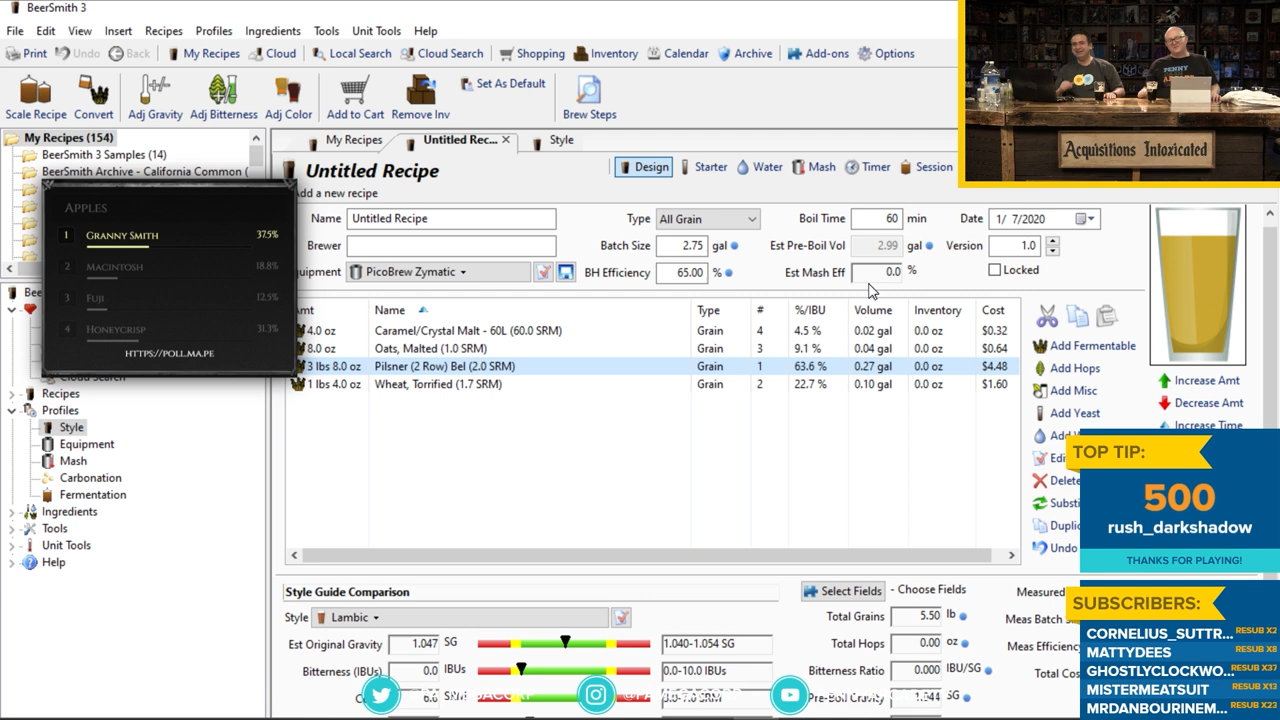 BeerSmith 3
File Edit View Insert Recipes Profiles Ingredients Tools Unit Tools Help
Print Undo Back My Recipes Cloud Local Search Cloud Search Shopping Inventory Calendar Archive Add-ons Options
Scale Recipe Convert Adj Gravity Adj Bitterness Adj Color Add to Cart Remove Inv Set As Default Brew Steps
My Recipes (154)
BeerSmith 3 Samples (14)
BeerSmith Archive - California Common (
My Recipes Untitled Rec... Style
Untitled Recipe
Design Starter Water Mash Timer Session
Add a new recipe
Name Untitled Recipe Type All Grain Boil Time 60 min Date 1/ 7/2020
Brewer Batch Size 2.75 gal Est Pre-Boil Vol 2.99 gal Version 1.0
PicoBrew Zymatic BH Efficiency 65.00 % Est Mash Eff 0.0 % Locked
Name Type # %/IBU Volume Inventory Cost
4.0 oz Caramel/Crystal Malt - 60L (60.0 SRM) Grain 4 4.5 % 0.02 gal 0.0 oz $0.32
8.0 oz Oats, Malted (1.0 SRM) Grain 3 9.1 % 0.04 gal 0.0 oz $0.64
3 lbs 8.0 oz Pilsner (2 Row) Bel (2.0 SRM) Grain 1 63.6 % 0.27 gal 0.0 oz $4.48
1 lbs 4.0 oz Wheat, Torrified (1.7 SRM) Grain 2 22.7 % 0.10 gal 0.0 oz $1.60
Apples
1 Granny Smith 37.5%
2 Macintosh 18.8%
3 Fuji 12.5%
4 Honeycrisp 31.3%
https://poll.ma.pe
Cloud Search
Recipes
Profiles
Style
Equipment
Mash
Carbonation
Fermentation
Ingredients
Tools
Unit Tools
Help
Add Fermentable
Add Hops
Add Misc
Add Yeast
Delete
Undo
Increase Amt
Decrease Amt
Increase Time
Style Guide Comparison
Select Fields - Choose Fields
Measured
Style Lambic
Total Grains 5.50 lb
Meas Batch
Est Original Gravity 1.047 SG 1.040-1.054 SG
Total Hops 0.00 oz
Meas Efficiency
Bitterness (IBUs) 0.0 IBUs 0.0-10.0 IBUs
Bitterness Ratio 0.000 IBU/SG
Total
SG
Acquisitions Intoxicated
PENNY
TOP TIP:
500
rush_darkshadow
THANKS FOR PLAYING!
SUBSCRIBERS:
CORNELIUS_SUTTR... RESUB X2
MATTYDEES RESUB X8
GHOSTLYCLOCKWO... RESUB X37
MISTERMEATSUIT RESUB X13
MRDANBOURINEM... RESUB X23